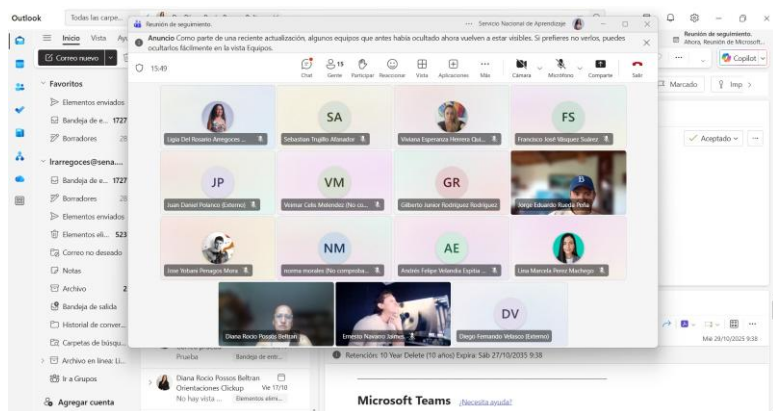 Outlook
Todas las carpe...
Reunión de seguimiento.
Servicio Nacional de Aprendizaje
Reunión de seguimiento.
Ahora, Reunión de Microsoft...
Inicio Vista Ayu
Anuncio Como parte de una reciente actualización, algunos equipos que antes había ocultado ahora vuelven a estar visibles. Si prefieres no verlos, puedes
ocultarlos fácilmente en la vista Equipos.
Correo nuevo
Copilot
15:49
15
Chat Gente Participar Reaccionar Vista Aplicaciones Más Cámara Micrófono Compartir Salir
Favoritos
Marcado Imp
Elementos enviados
Bandeja de e... 1727
Borradores 28
Aceptado
SA
FS
Ligia Del Rosario Arregoces ...
Sebastian Trujillo Afanador
Viviana Esperanza Herrera Qui...
Francisco José Vásquez Suárez
lrarregoces@sena....
Bandeja de e... 1727
Borradores 28
Elementos enviados
Elementos eli... 523
Correo no deseado
Notas
Archivo 2
Bandeja de salida
Historial de conver...
Carpetas de búsqu...
Archivo en línea: Li...
Ir a Grupos
Agregar cuenta
JP
VM
GR
Juan Daniel Polanco (Externo)
Veimar Celis Melendez (No co...
Gilberto Junior Rodríguez Rodríguez
Jorge Eduardo Rueda Peña
NM
AE
Jose Yobani Penagos Mora
norma morales (No comproba...
Andrés Felipe Velandia Espitia ...
Lina Marcela Perez Machego
DV
Diana Rocio Possos Beltran
Ernesto Navarro Jaimes
Diego Fernando Velasco (Externo)
Mié 29/10/2025 9:38
Prueba Bandeja de entr...
Retención: 10 Year Delete (10 años) Expira: Sáb 27/10/2035 9:38
Diana Rocio Possos Beltran
Orientaciones Clickup Vie 17/10
No hay vista ... Elementos elimi...
Microsoft Teams ¿Necesita ayuda?